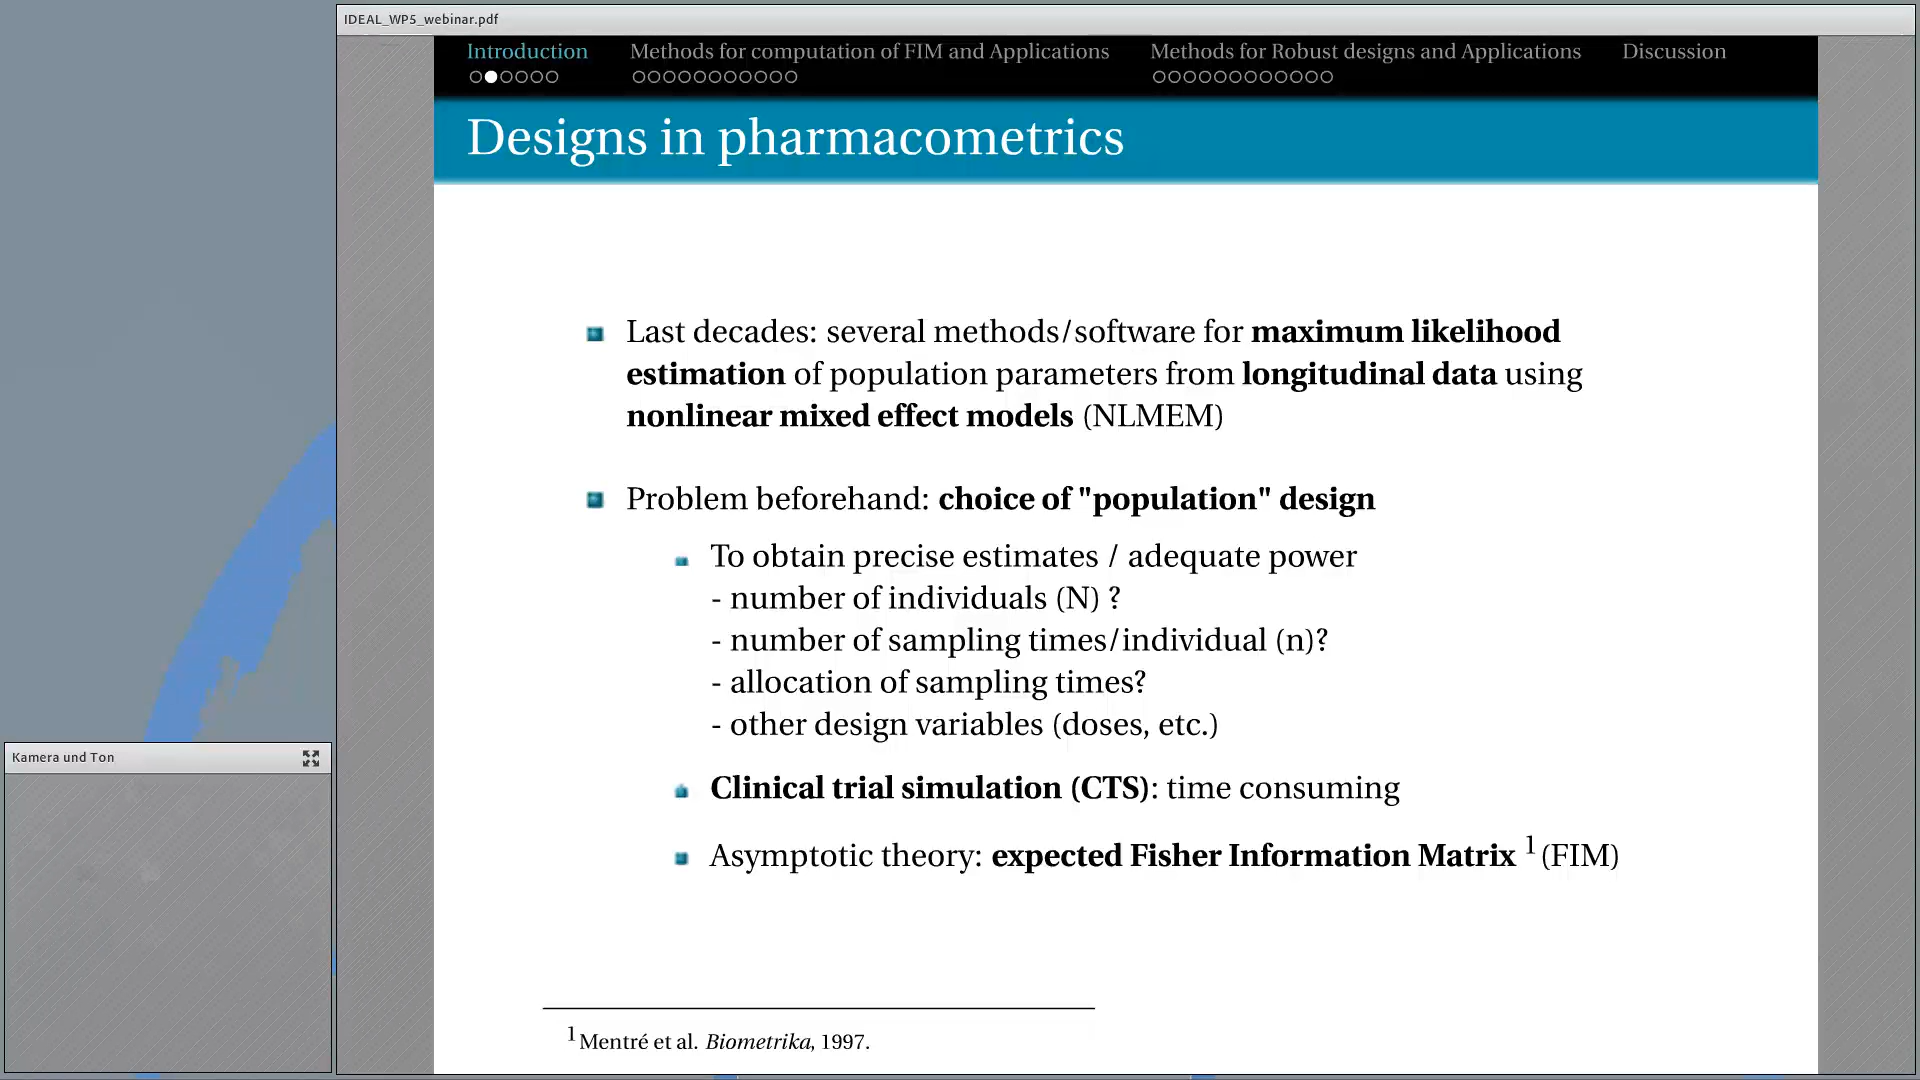 IDEAL_WP5_webinar.pdf
Introduction
Methods for computation of FIM and Applications
Methods for Robust designs and Applications
Discussion
Designs in pharmacometrics
Last decades: several methods/software for maximum likelihood
estimation of population parameters from longitudinal data using
nonlinear mixed effect models (NLMEM)
Problem beforehand: choice of "population" design
To obtain precise estimates / adequate power
- number of individuals (N) ?
- number of sampling times/individual (n)?
- allocation of sampling times?
- other design variables (doses, etc.)
Clinical trial simulation (CTS): time consuming
Asymptotic theory: expected Fisher Information Matrix 1 (FIM)
1 Mentré et al. Biometrika, 1997.
Kamera und Ton